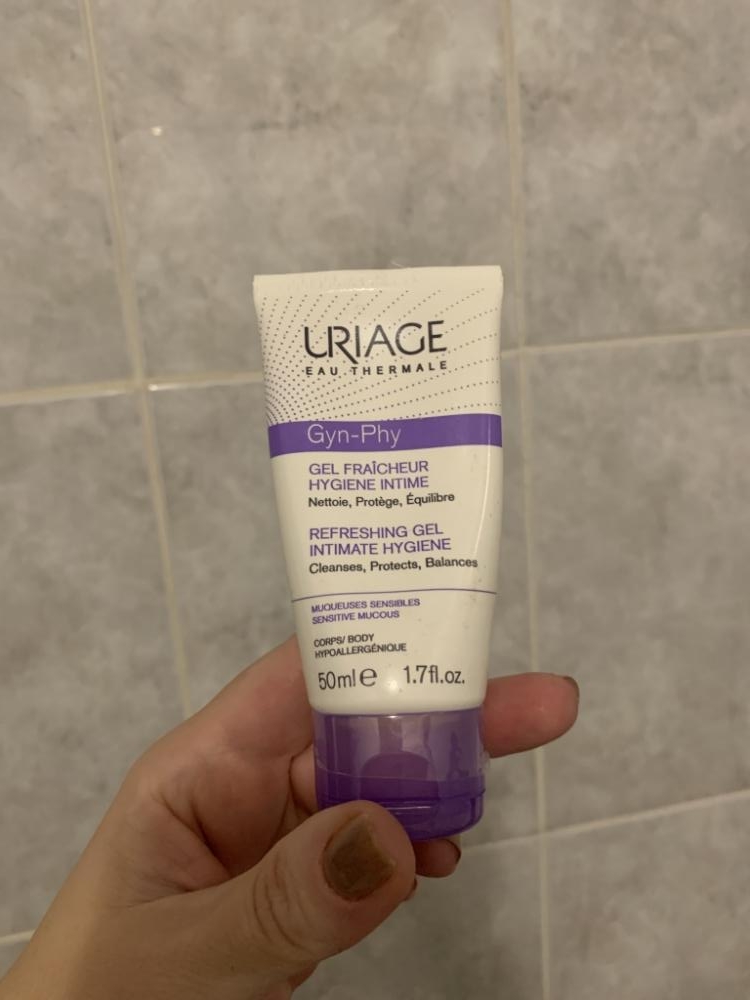 URIAGE
EAU THERMALE
Gyn-Phy
GEL FRAÎCHEUR
HYGIENE INTIME
Nettoie, Protège, Équilibre
REFRESHING GEL
INTIMATE HYGIENE
Cleanses, Protects, Balances
MUQUEUSES SENSIBLES
SENSITIVE MUCOUS
CORPS/ BODY
HYPOALLERGÉNIQUE
50ml e 1.7fl.oz.